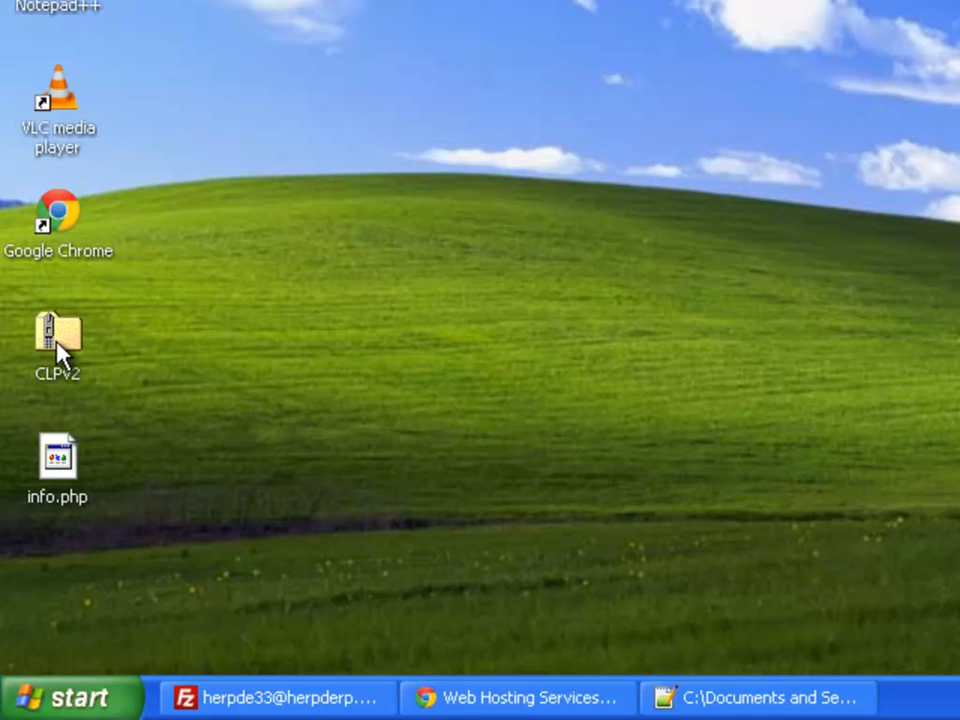 Notepad++
VLC media
player
Google Chrome
CLPv2
info.php
start
herpde33@herpderp....
Web Hosting Services...
C:\Documents and Se...